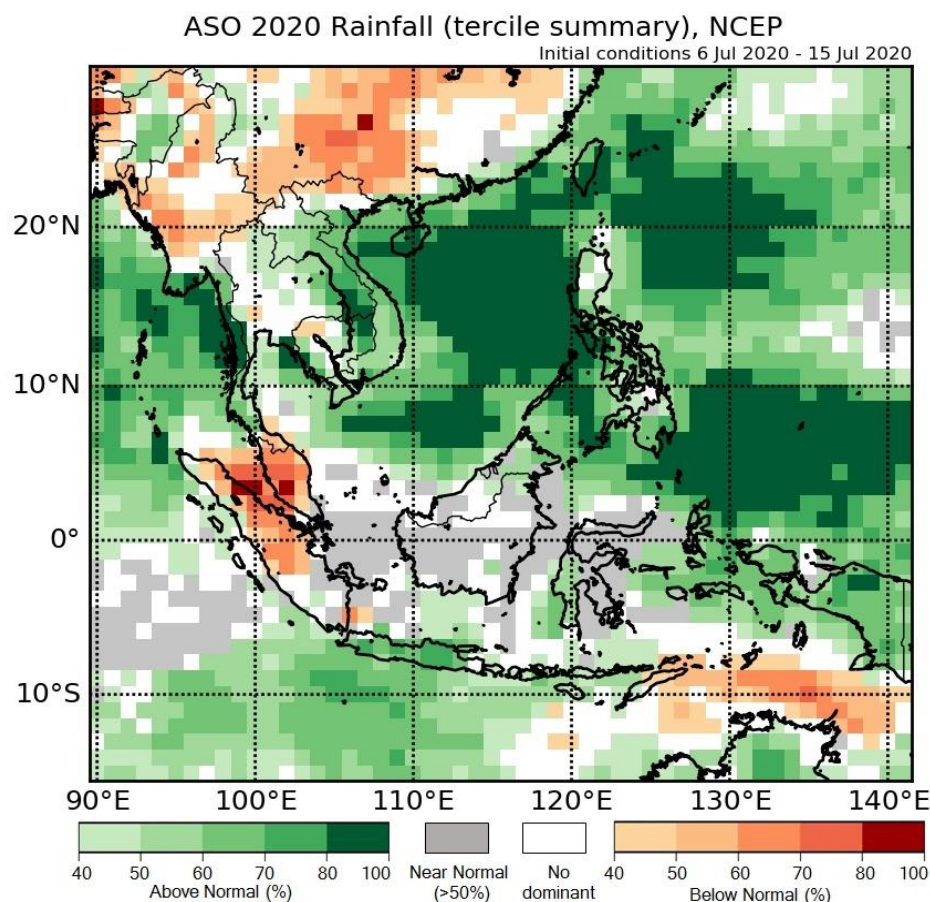 ASO 2020 Rainfall (tercile summary), NCEP
Initial conditions 6 Jul 2020 - 15 Jul 2020
20°N
10°N
0°
10°S
90°E 100°E 110°E 120°E 130°E 140°E
40 50 60 70 80 100
Above Normal (%)
Near Normal
(>50%)
No
dominant
40 50 60 70 80 100
Below Normal (%)